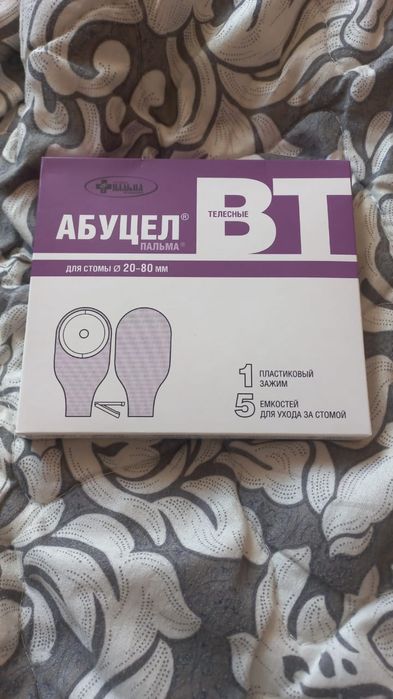 ПАЛЬМА
АБУЦЕЛ®
ПАЛЬМА®
ТЕЛЕСНЫЕ
ВТ
ДЛЯ СТОМЫ Ø 20–80 ММ
1 ПЛАСТИКОВЫЙ
ЗАЖИМ
5 ЕМКОСТЕЙ
ДЛЯ УХОДА ЗА СТОМОЙ